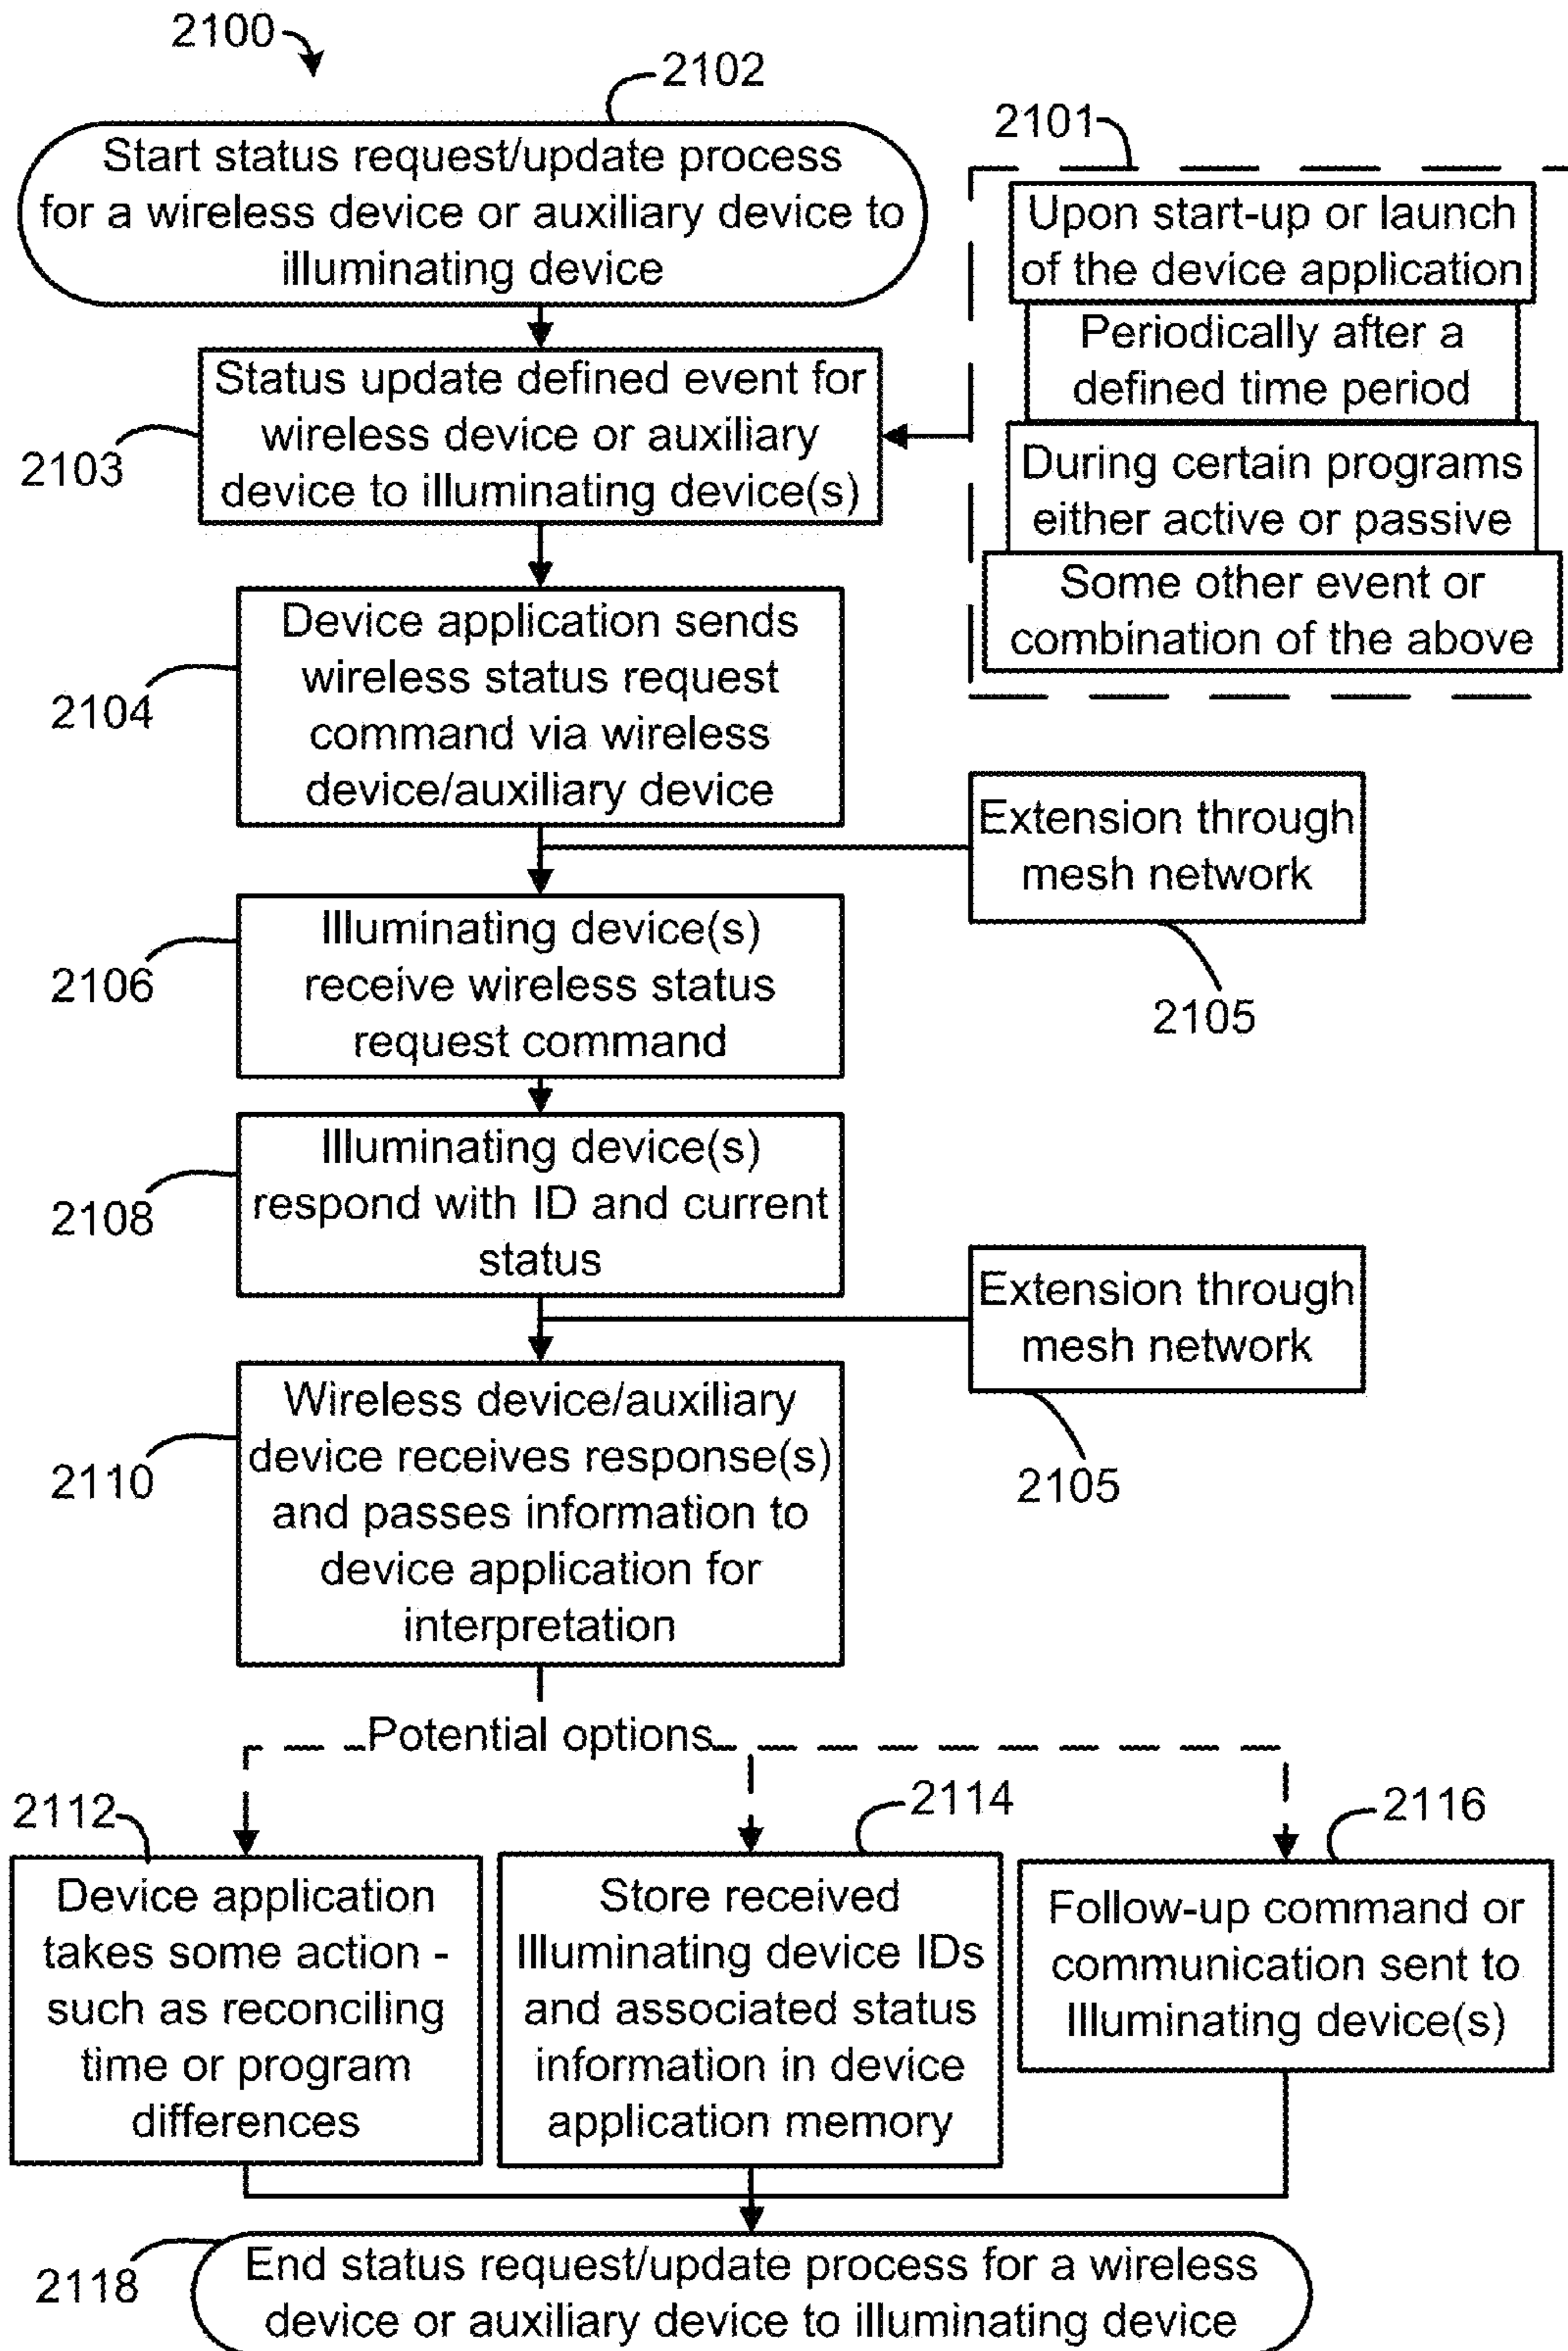 2100
2102
Start status request/update process
for a wireless device or auxiliary device to
illuminating device
2101
Upon start-up or launch
of the device application
Periodically after a
defined time period
During certain programs
either active or passive
Some other event or
combination of the above
Status update defined event for
wireless device or auxiliary
device to illuminating device(s)
2103
Device application sends
wireless status request
command via wireless
device/auxiliary device
2104
Extension through
mesh network
2105
Illuminating device(s)
receive wireless status
request command
2106
Illuminating device(s)
respond with ID and current
status
2108
Extension through
mesh network
2105
Wireless device/auxiliary
device receives response(s)
and passes information to
device application for
interpretation
2110
Potential options
2112
Device application
takes some action -
such as reconciling
time or program
differences
2114
Store received
Illuminating device IDs
and associated status
information in device
application memory
2116
Follow-up command or
communication sent to
Illuminating device(s)
2118
End status request/update process for a wireless
device or auxiliary device to illuminating device